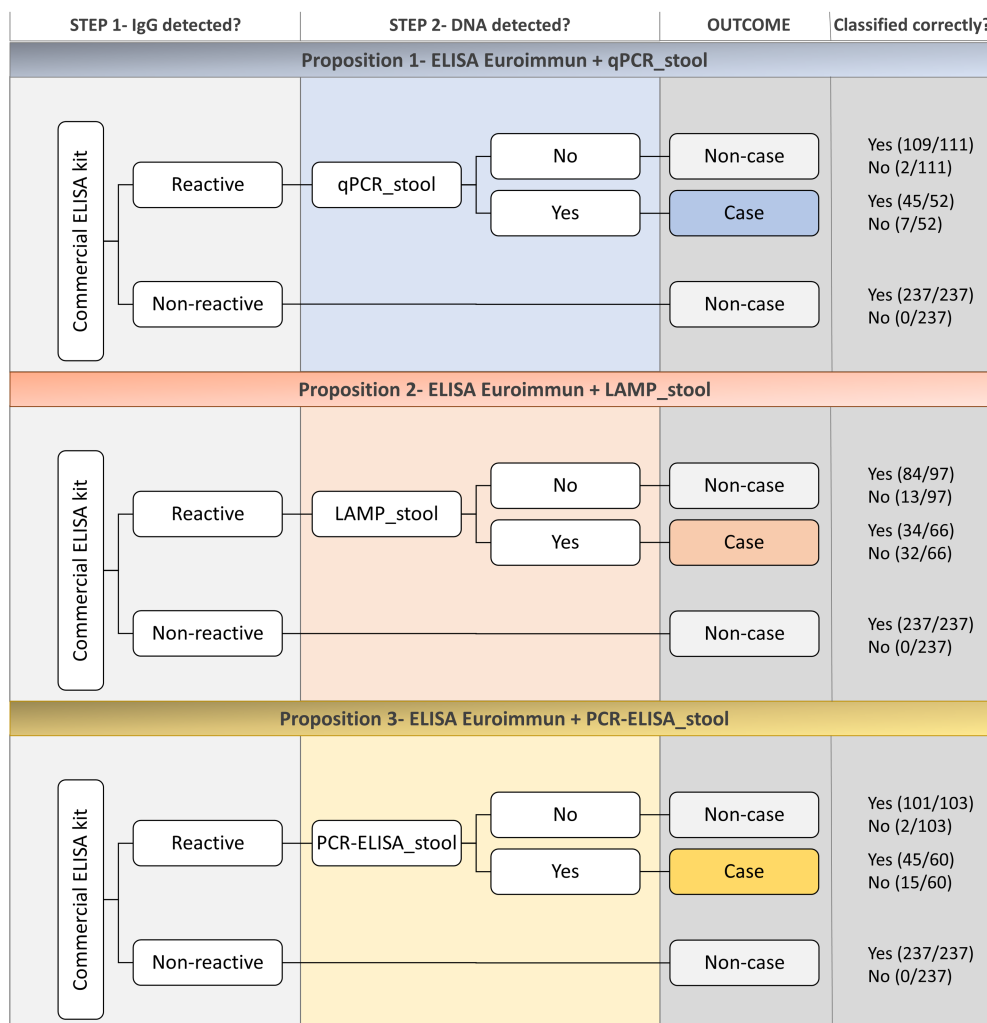 STEP 1- IgG detected?
STEP 2- DNA detected?
OUTCOME
Classified correctly?
Proposition 1- ELISA Euroimmun + qPCR_stool
Commercial ELISA kit
Reactive
qPCR_stool
No
Non-case
Yes (109/111)
No (2/111)
Yes
Case
Yes (45/52)
No (7/52)
Non-reactive
Non-case
Yes (237/237)
No (0/237)
Proposition 2- ELISA Euroimmun + LAMP_stool
Commercial ELISA kit
Reactive
LAMP_stool
No
Non-case
Yes (84/97)
No (13/97)
Yes
Case
Yes (34/66)
No (32/66)
Non-reactive
Non-case
Yes (237/237)
No (0/237)
Proposition 3- ELISA Euroimmun + PCR-ELISA_stool
Commercial ELISA kit
Reactive
PCR-ELISA_stool
No
Non-case
Yes (101/103)
No (2/103)
Yes
Case
Yes (45/60)
No (15/60)
Non-reactive
Non-case
Yes (237/237)
No (0/237)